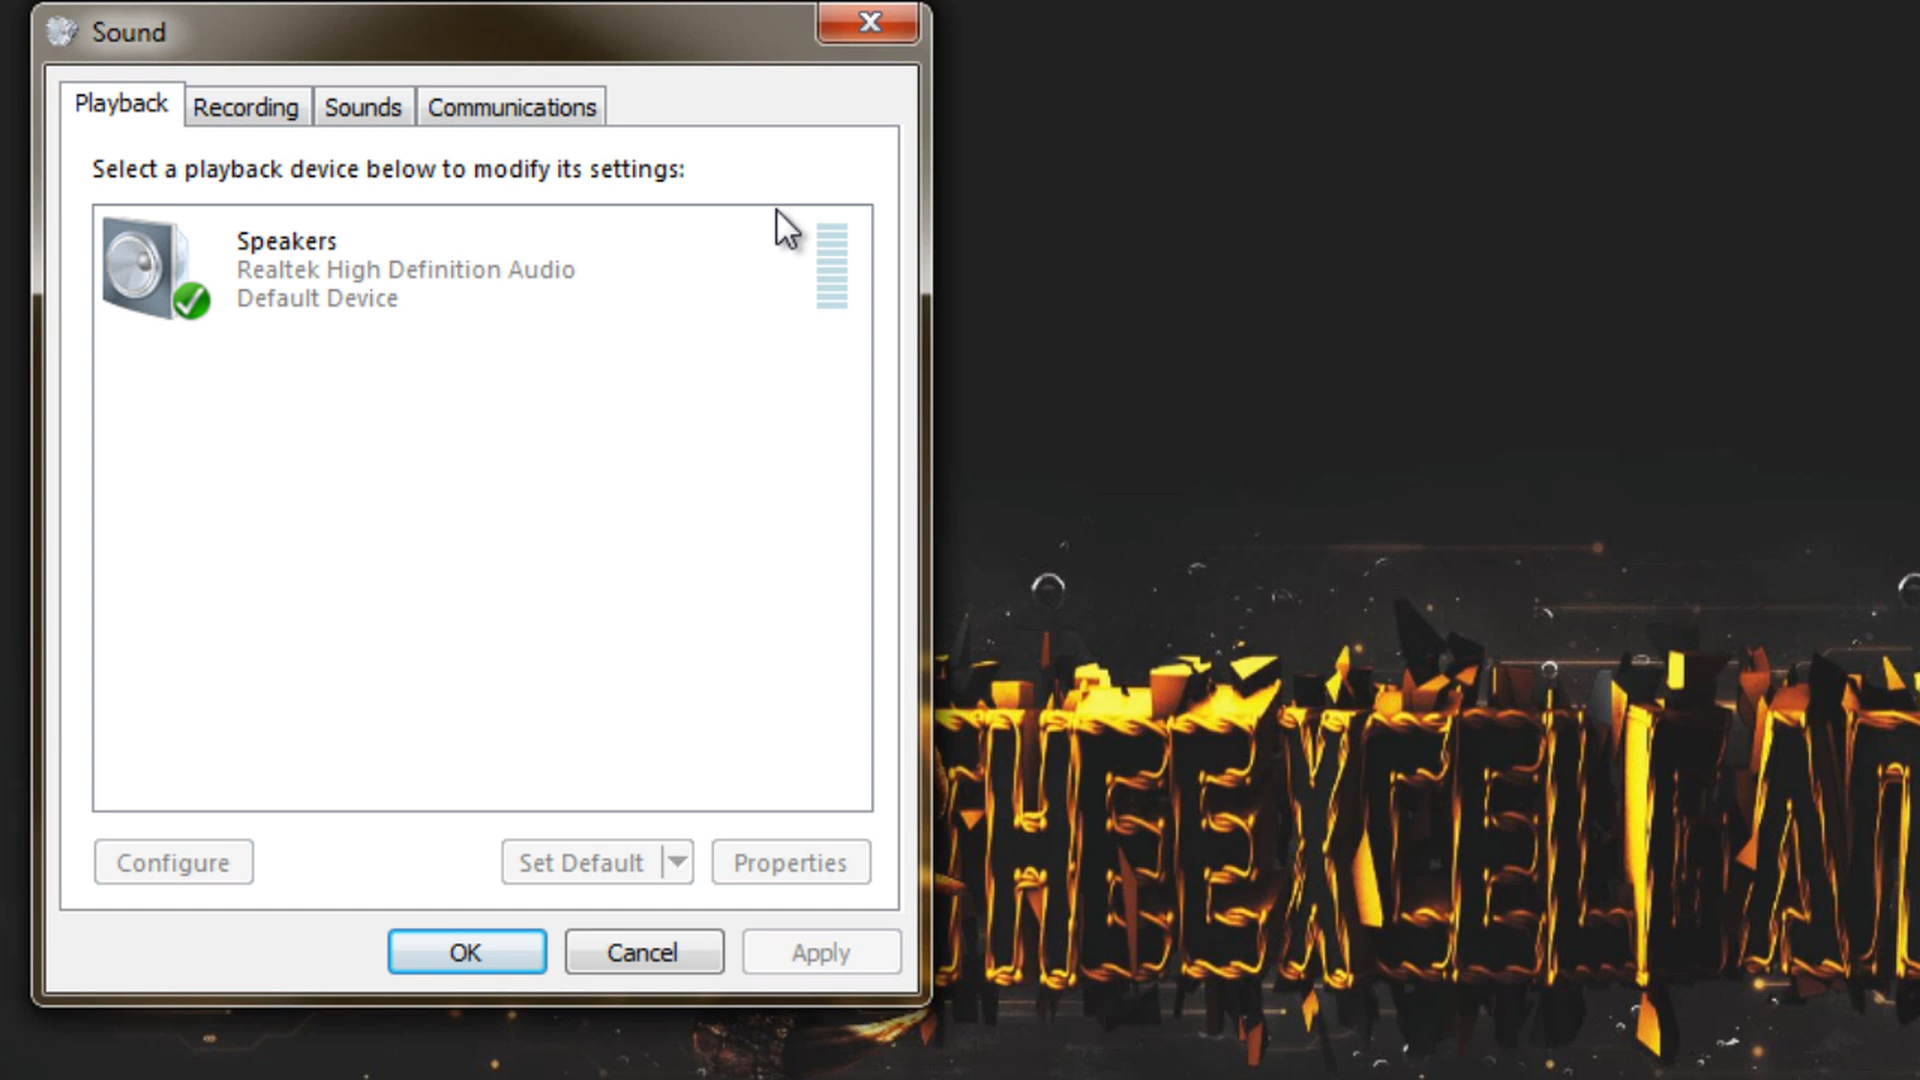 Sound
Playback
Recording
Sounds
Communications
Select a playback device below to modify its settings:
Speakers
Realtek High Definition Audio
Default Device
Configure
Set Default
Properties
OK
Cancel
Apply